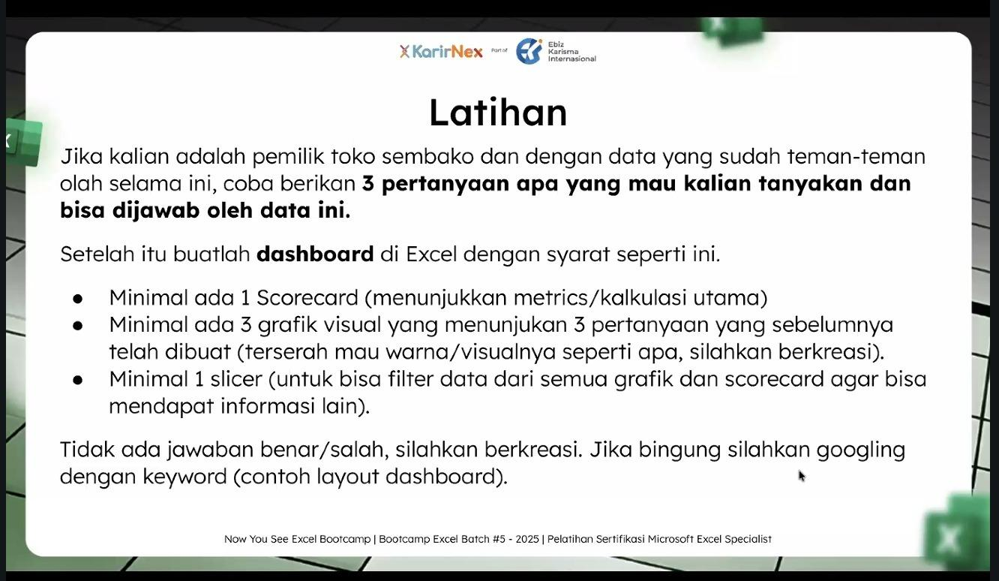 KarirNex Part of Ebiz
Karisma
Internasional
Latihan
Jika kalian adalah pemilik toko sembako dan dengan data yang sudah teman-teman
olah selama ini, coba berikan 3 pertanyaan apa yang mau kalian tanyakan dan
bisa dijawab oleh data ini.
Setelah itu buatlah dashboard di Excel dengan syarat seperti ini.
● Minimal ada 1 Scorecard (menunjukkan metrics/kalkulasi utama)
● Minimal ada 3 grafik visual yang menunjukan 3 pertanyaan yang sebelumnya
telah dibuat (terserah mau warna/visualnya seperti apa, silahkan berkreasi).
● Minimal 1 slicer (untuk bisa filter data dari semua grafik dan scorecard agar bisa
mendapat informasi lain).
Tidak ada jawaban benar/salah, silahkan berkreasi. Jika bingung silahkan googling
dengan keyword (contoh layout dashboard).
Now You See Excel Bootcamp | Bootcamp Excel Batch #5 - 2025 | Pelatihan Sertifikasi Microsoft Excel Specialist
X